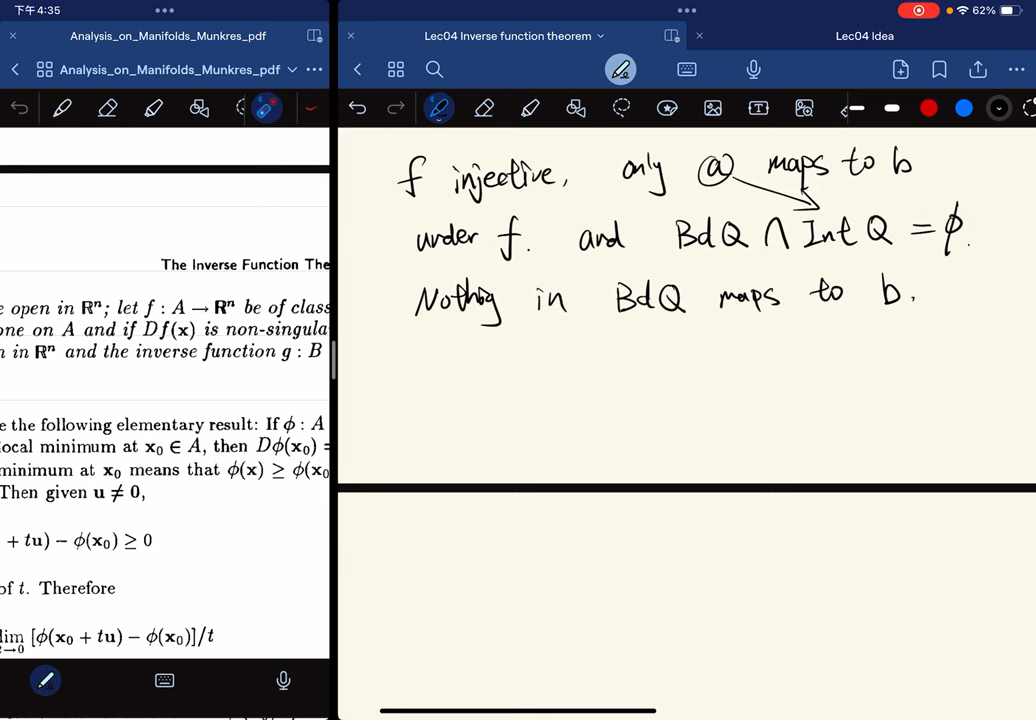 下午4:35
62%
Analysis_on_Manifolds_Munkres_pdf
Lec04 Inverse function theorem
Lec04 Idea
Analysis_on_Manifolds_Munkres_pdf
The Inverse Function The
e open in Rⁿ; let f : A → Rⁿ be of class
one on A and if Df(x) is non-singula
n in Rⁿ and the inverse function g : B
e the following elementary result: If ϕ : A
local minimum at x₀ ∈ A, then Dϕ(x₀) =
minimum at x₀ means that ϕ(x) ≥ ϕ(x₀
Then given u ≠ 0,
+ tu) − ϕ(x₀) ≥ 0
of t. Therefore
lim [ϕ(x₀ + tu) − ϕ(x₀)]/t
t→0
f injective, only a maps to b
under f. and BdQ ∩ Int Q = ϕ.
Nothig in BdQ maps to b.